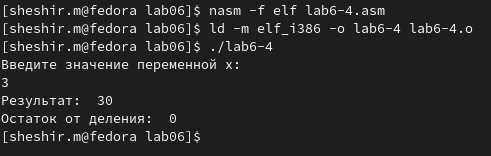 [sheshir.m@fedora lab06]$ nasm -f elf lab6-4.asm
[sheshir.m@fedora lab06]$ ld -m elf_i386 -o lab6-4 lab6-4.o
[sheshir.m@fedora lab06]$ ./lab6-4
Введите значение переменной x:
3
Результат:  30
Остаток от деления:  0
[sheshir.m@fedora lab06]$